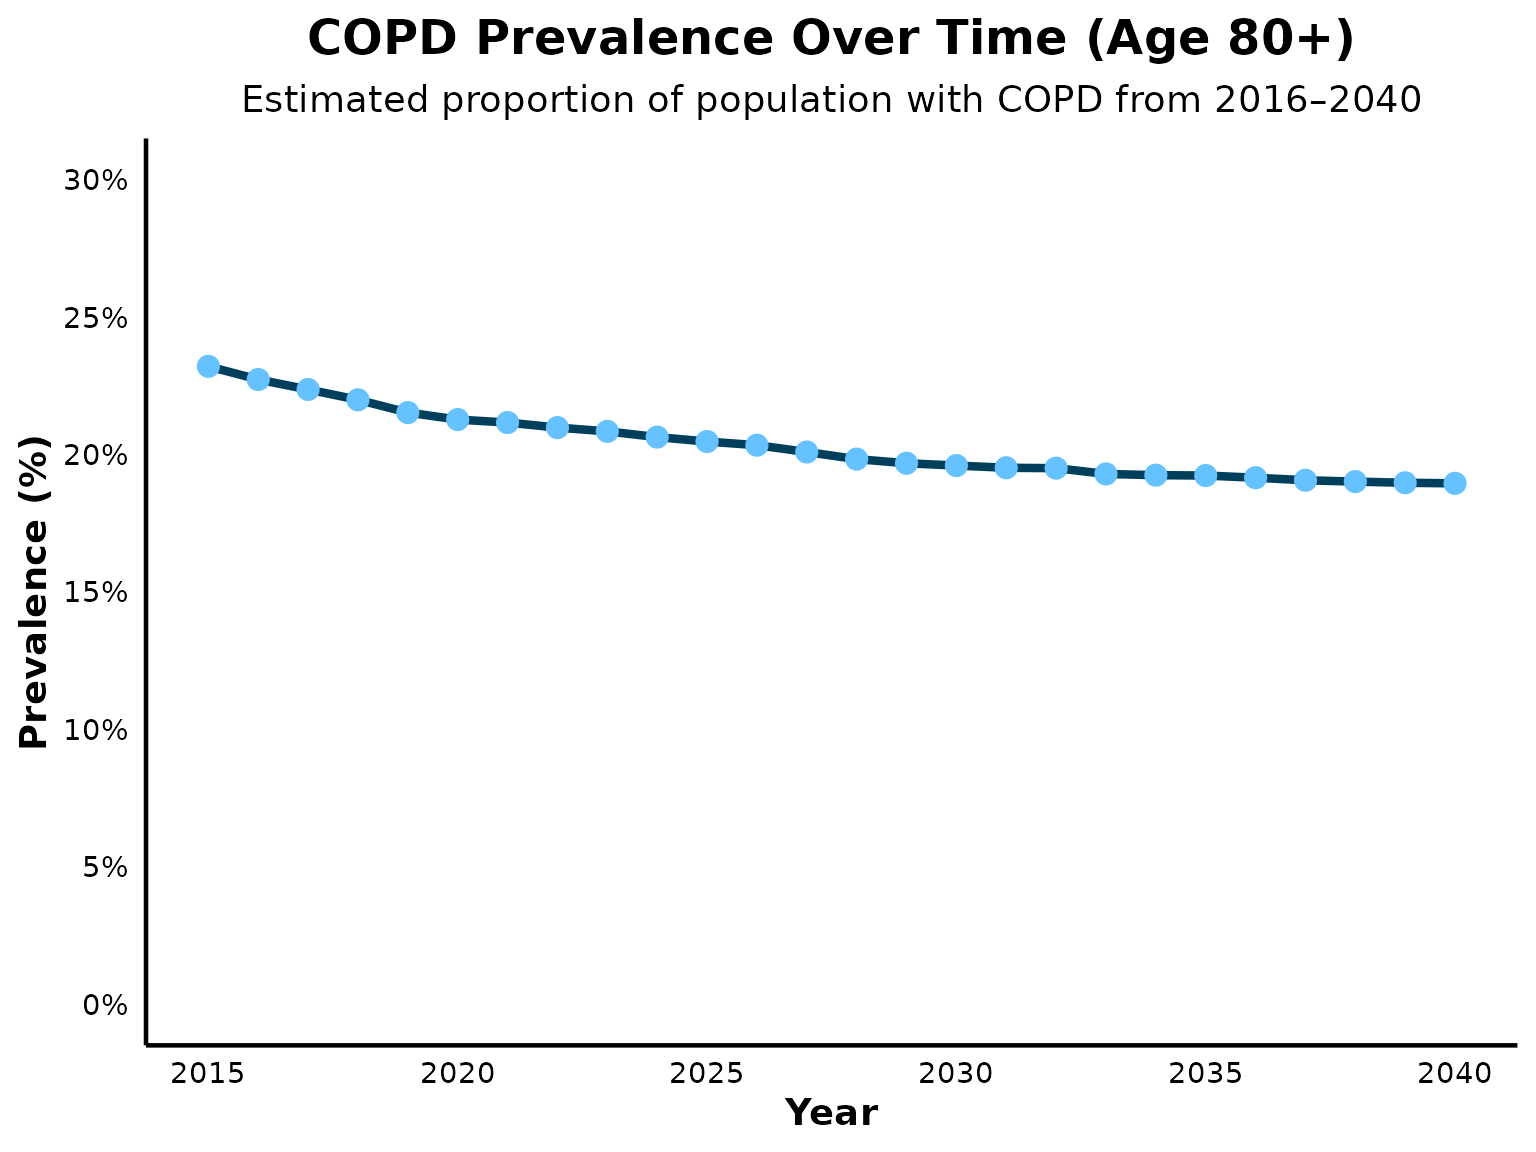 COPD Prevalence Over Time (Age 80+)
Estimated proportion of population with COPD from 2016–2040
30%
25%
20%
15%
10%
5%
0%
Prevalence (%)
2015 2020 2025 2030 2035 2040
Year